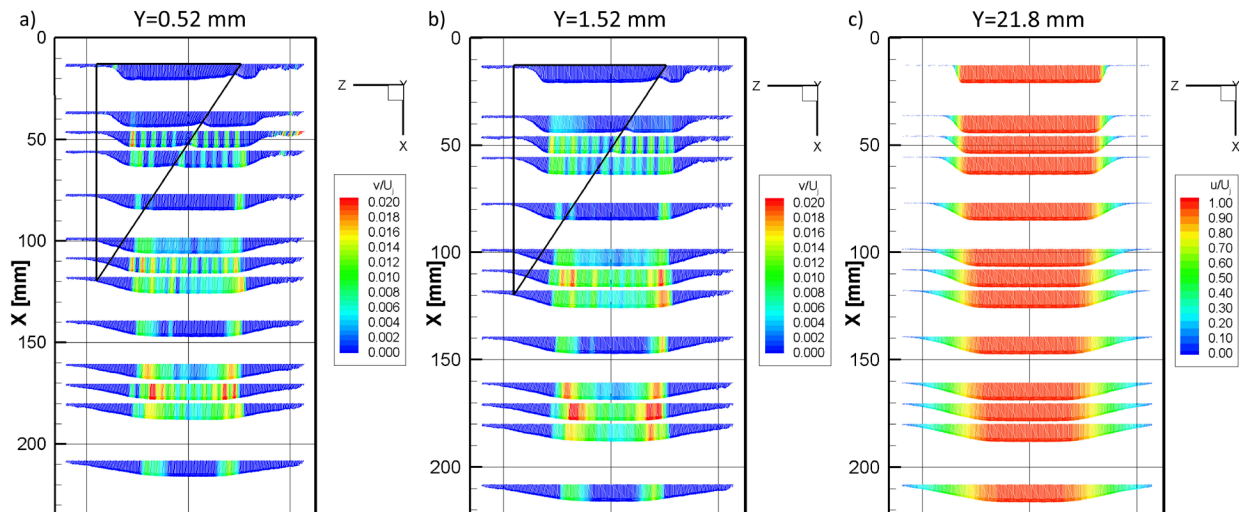 a)
Y=0.52 mm
0
50
100
150
200
X [mm]
Z
Y
X
v/Uj
0.020
0.018
0.016
0.014
0.012
0.010
0.008
0.006
0.004
0.002
0.000
b)
Y=1.52 mm
0
50
100
150
200
X [mm]
Z
Y
X
v/Uj
0.020
0.018
0.016
0.014
0.012
0.010
0.008
0.006
0.004
0.002
0.000
c)
Y=21.8 mm
0
50
100
150
200
X [mm]
Z
Y
X
u/Uj
1.00
0.90
0.80
0.70
0.60
0.50
0.40
0.30
0.20
0.10
0.00